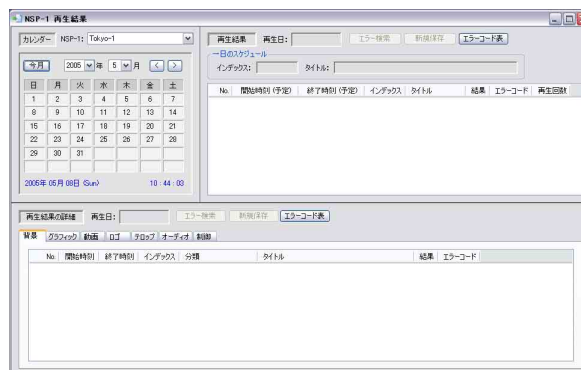 NSP-1 再生結果
カレンダー NSP-1: Tokyo-1
今月 2005 年 5 月 < >
日 月 火 水 木 金 土
1 2 3 4 5 6 7
8 9 10 11 12 13 14
15 16 17 18 19 20 21
22 23 24 25 26 27 28
29 30 31
2005年 05月 08日 (Sun) 10 : 44 : 03
再生結果 再生日: エラー検索 新規保存 エラーコード表
一日のスケジュール
インデックス: タイトル:
No. 開始時刻 (予定) 終了時刻 (予定) インデックス タイトル 結果 エラーコード 再生回数
再生結果の詳細 再生日: エラー検索 新規保存 エラーコード表
背景 グラフィック 動画 ロゴ テロップ オーディオ 制御
No. 開始時刻 終了時刻 インデックス 分類 タイトル 結果 エラーコード